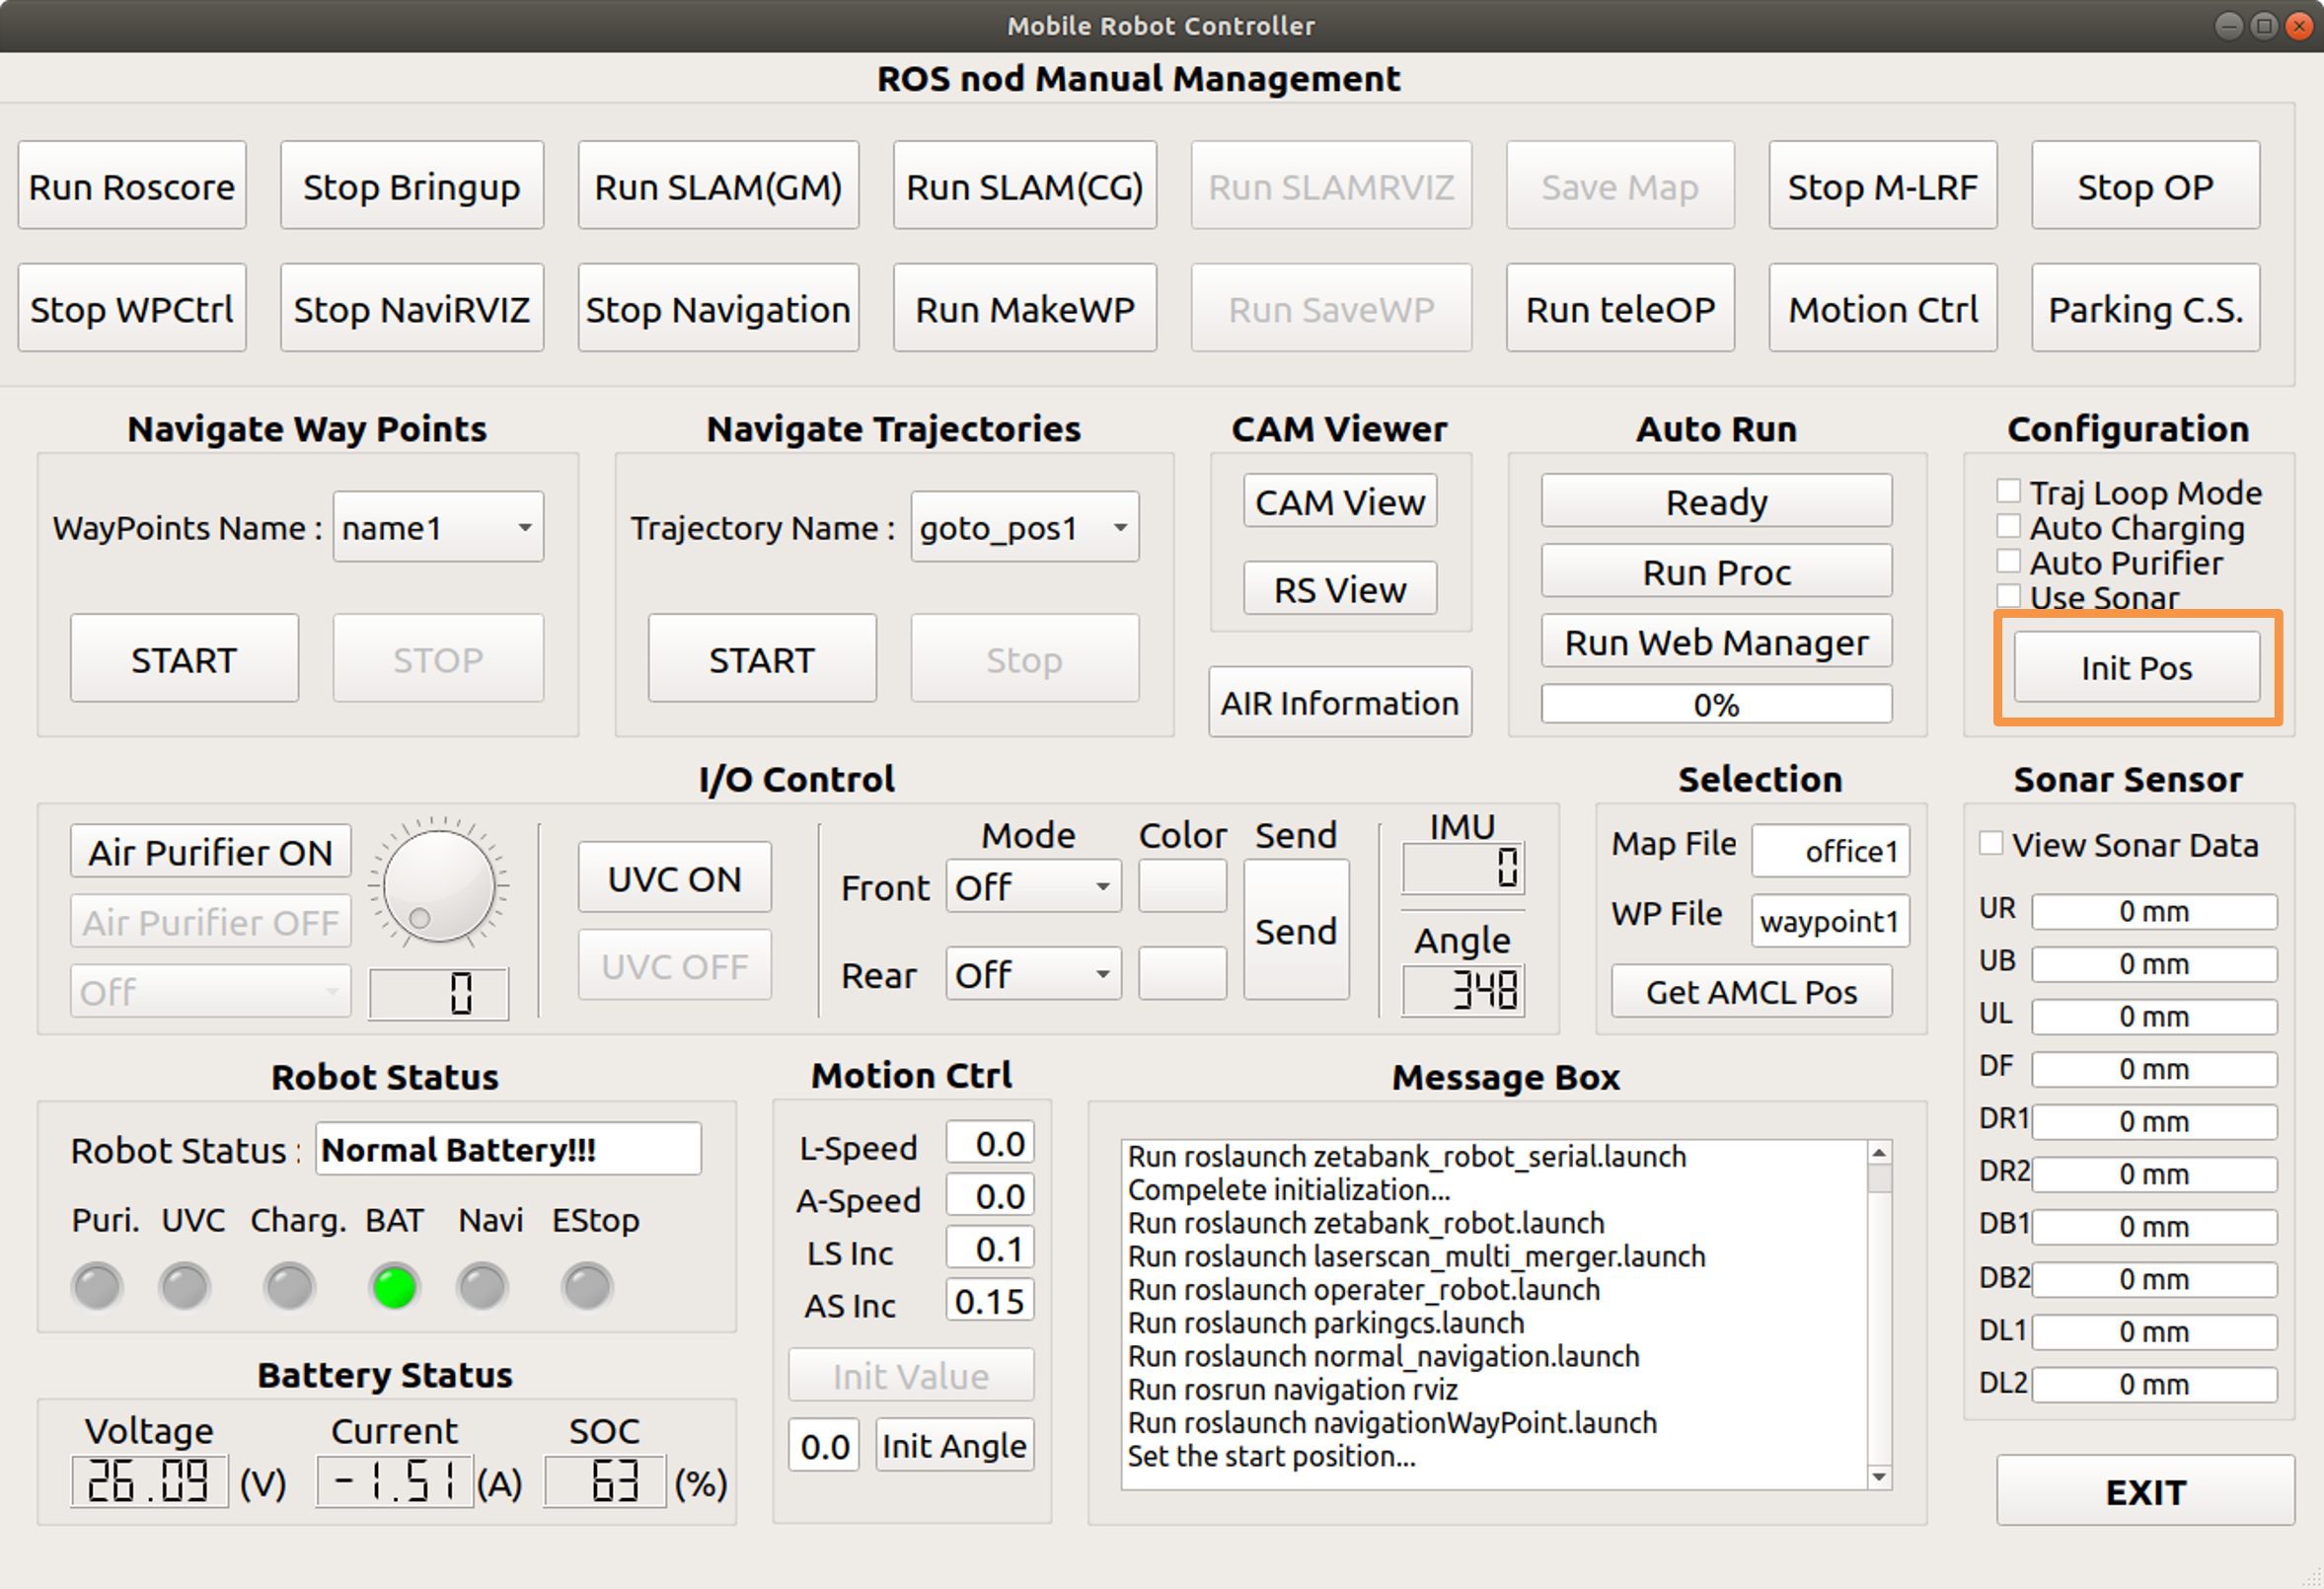 Mobile Robot Controller
ROS nod Manual Management
Run Roscore Stop Bringup Run SLAM(GM) Run SLAM(CG) Run SLAMRVIZ Save Map Stop M-LRF Stop OP
Stop WPCtrl Stop NaviRVIZ Stop Navigation Run MakeWP Run SaveWP Run teleOP Motion Ctrl Parking C.S.
Navigate Way Points
WayPoints Name : name1
START STOP
Navigate Trajectories
Trajectory Name : goto_pos1
START Stop
CAM Viewer
CAM View
RS View
AIR Information
Auto Run
Ready
Run Proc
Run Web Manager
0%
Configuration
Traj Loop Mode
Auto Charging
Auto Purifier
Use Sonar
Init Pos
I/O Control
Air Purifier ON
Air Purifier OFF
Off
0
UVC ON
UVC OFF
Mode Color Send
Front Off
Send
Rear Off
IMU
0
Angle
348
Selection
Map File office1
WP File waypoint1
Get AMCL Pos
Sonar Sensor
View Sonar Data
UR 0 mm
UB 0 mm
UL 0 mm
DF 0 mm
DR1 0 mm
DR2 0 mm
DB1 0 mm
DB2 0 mm
DL1 0 mm
DL2 0 mm
Robot Status
Robot Status : Normal Battery!!!
Puri. UVC Charg. BAT Navi EStop
Battery Status
Voltage Current SOC
26.09 (V) -1.51 (A) 63 (%)
Motion Ctrl
L-Speed 0.0
A-Speed 0.0
LS Inc 0.1
AS Inc 0.15
Init Value
0.0 Init Angle
Message Box
Run roslaunch zetabank_robot_serial.launch
Compelete initialization...
Run roslaunch zetabank_robot.launch
Run roslaunch laserscan_multi_merger.launch
Run roslaunch operater_robot.launch
Run roslaunch parkingcs.launch
Run roslaunch normal_navigation.launch
Run rosrun navigation rviz
Run roslaunch navigationWayPoint.launch
Set the start position...
EXIT